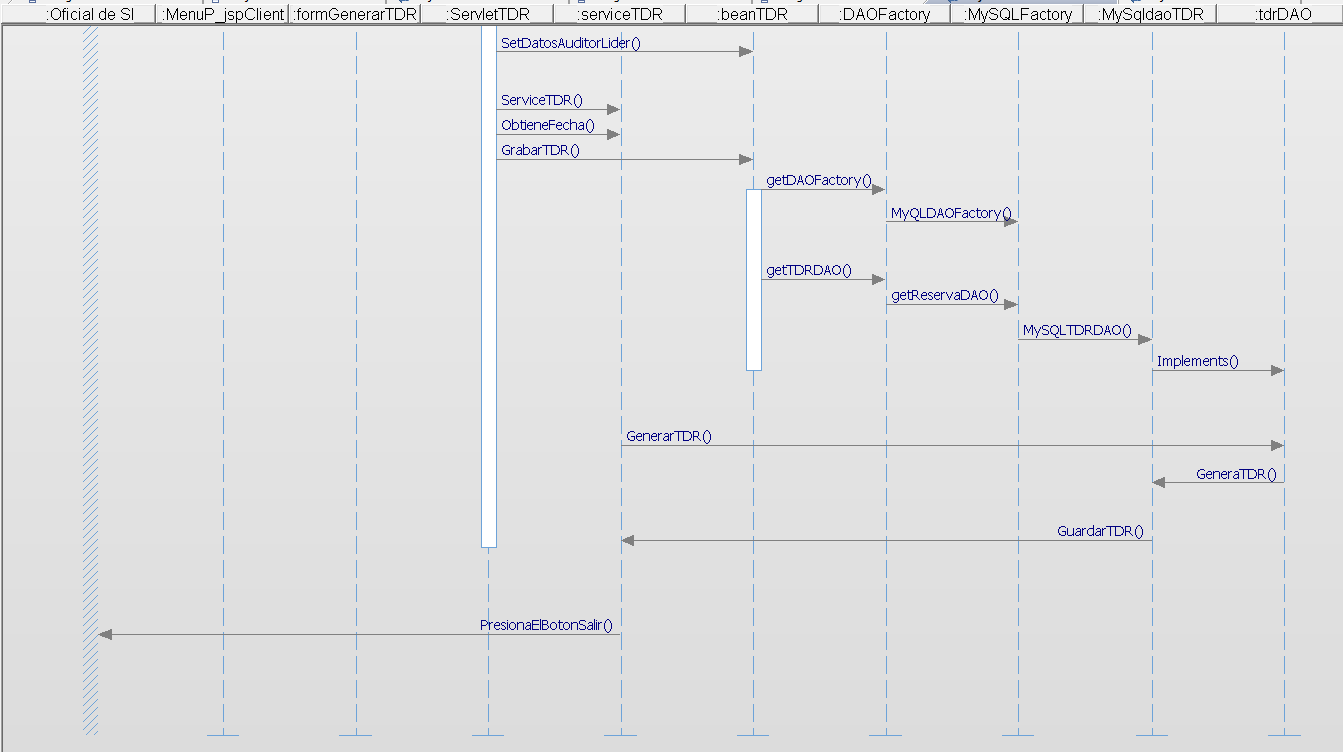 :Oficial de SI :MenuP_jspClient :formGenerarTDR :ServletTDR :serviceTDR :beanTDR :DAOFactory :MySQLFactory :MySqldaoTDR :tdrDAO
SetDatosAuditorLider()
ServiceTDR()
ObtieneFecha()
GrabarTDR()
getDAOFactory()
MyQLDAOFactory()
getTDRDAO()
getReservaDAO()
MySQLTDRDAO()
Implements()
GenerarTDR()
GeneraTDR()
GuardarTDR()
PresionaElBotonSalir()